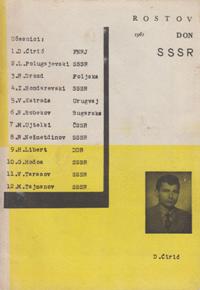 ROSTOV
1961 DON
SSSR
Učesnici:
1.D.Ćirić FNRJ
2.L.Polugajevski SSSR
3.H.Drozd Poljska
4.I.Bondarevski SSSR
5.W.Estrada Urugvaj
6.N.Bobekov Bugarska
7.M.Ujtelki ČSSR
8.R.Nežmetdinov SSSR
9.H.Libert DDR
10.O.Modoe SSSR
11.V.Tarasov SSSR
12.M.Tajmanov SSSR
D.Ćirić